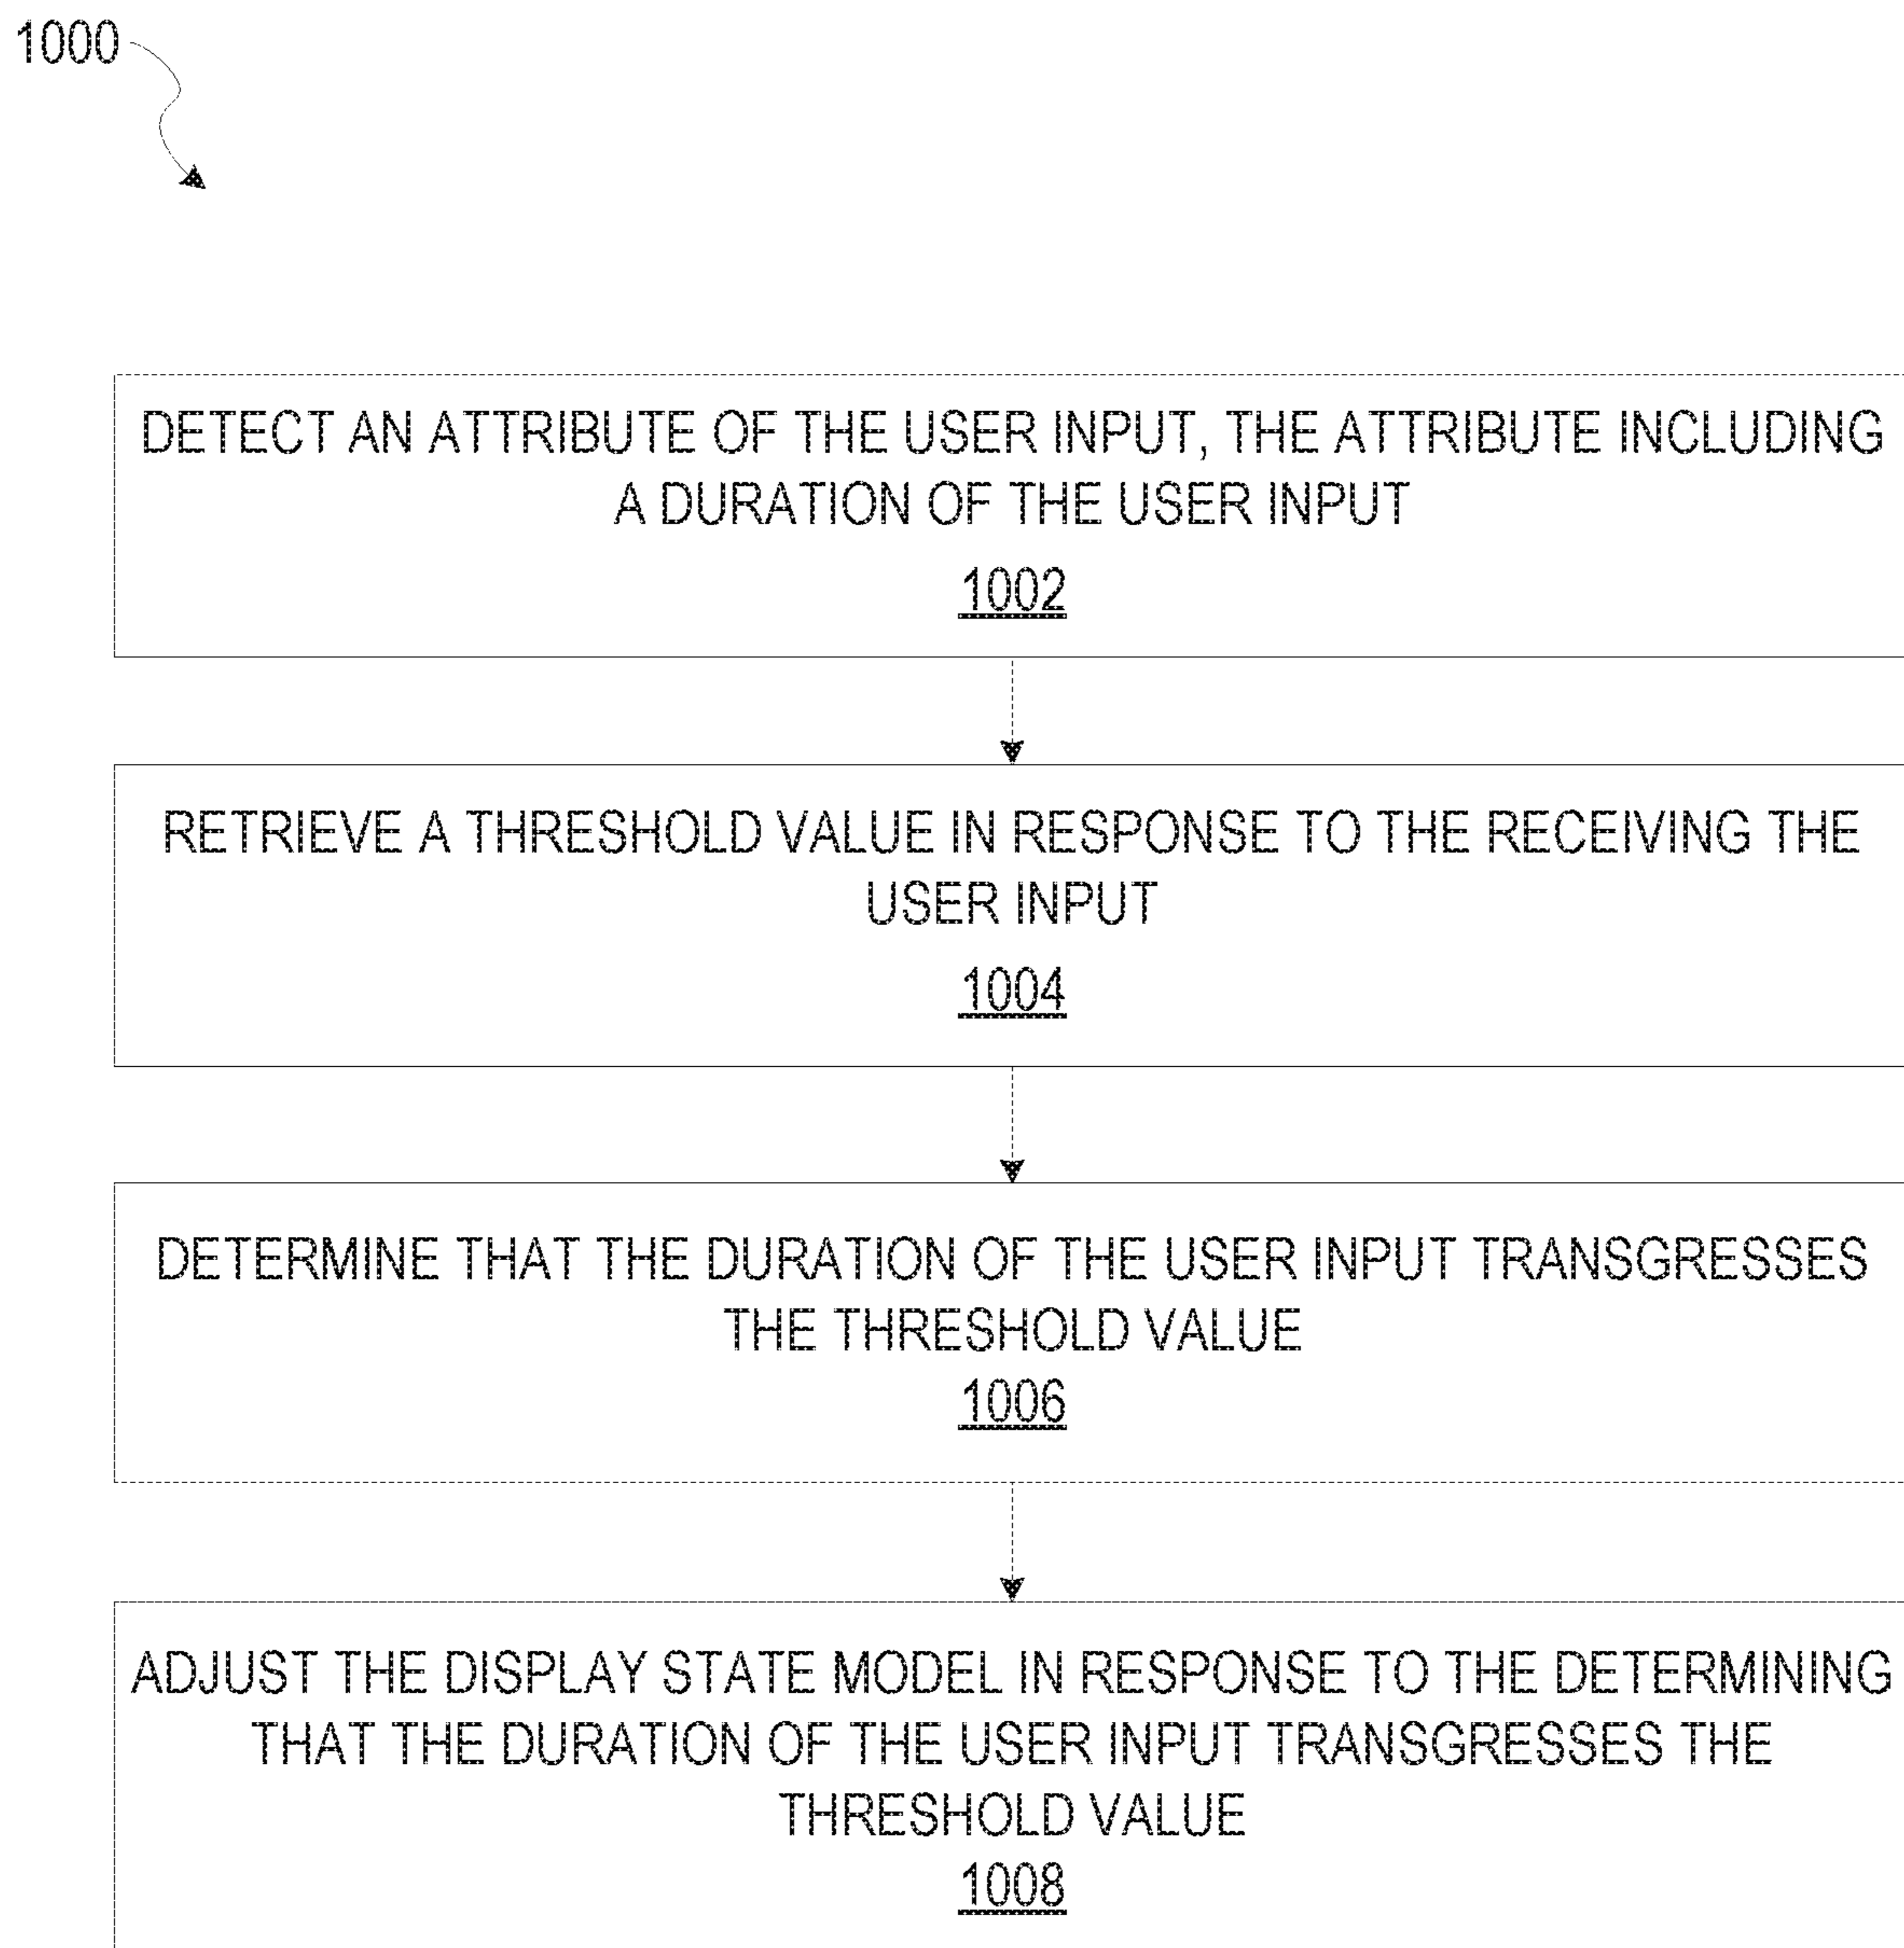 1000
DETECT AN ATTRIBUTE OF THE USER INPUT, THE ATTRIBUTE INCLUDING
A DURATION OF THE USER INPUT
1002
RETRIEVE A THRESHOLD VALUE IN RESPONSE TO THE RECEIVING THE
USER INPUT
1004
DETERMINE THAT THE DURATION OF THE USER INPUT TRANSGRESSES
THE THRESHOLD VALUE
1006
ADJUST THE DISPLAY STATE MODEL IN RESPONSE TO THE DETERMINING
THAT THE DURATION OF THE USER INPUT TRANSGRESSES THE
THRESHOLD VALUE
1008